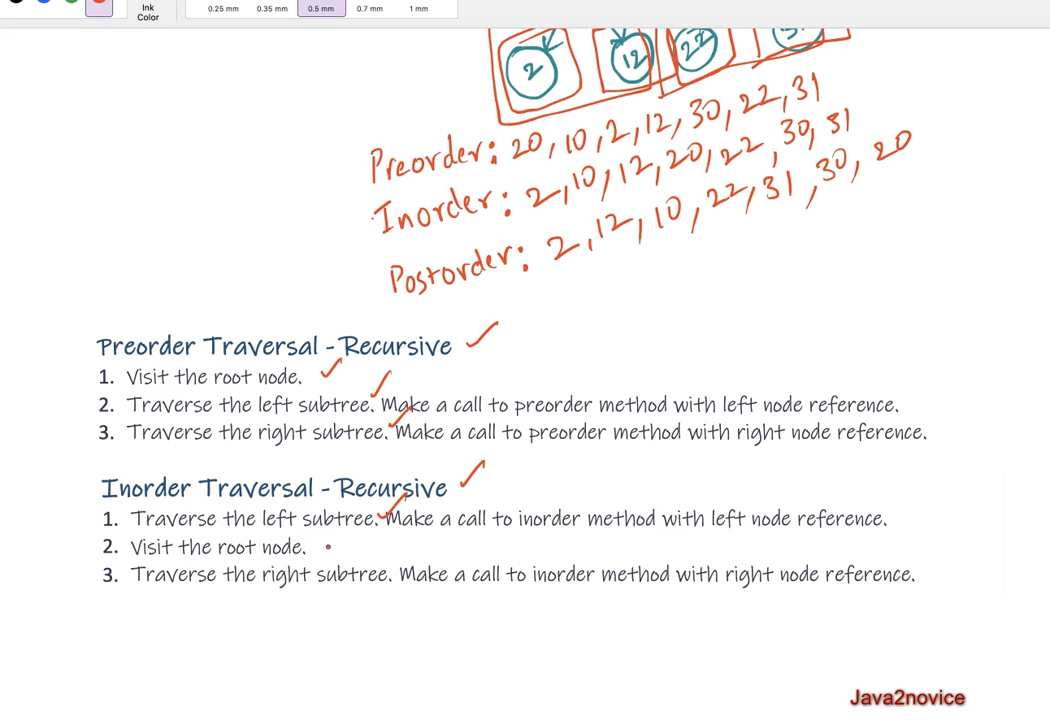 Ink
Color
0.25 mm 0.35 mm 0.5 mm 0.7 mm 1 mm
2 12 22
Preorder: 20, 10, 2, 12, 30, 22, 31
Inorder: 2, 10, 12, 20, 22, 30, 31
Postorder: 2, 12, 10, 22, 31, 30, 20
Preorder Traversal - Recursive
1. Visit the root node.
2. Traverse the left subtree. Make a call to preorder method with left node reference.
3. Traverse the right subtree. Make a call to preorder method with right node reference.
Inorder Traversal - Recursive
1. Traverse the left subtree. Make a call to inorder method with left node reference.
2. Visit the root node.
3. Traverse the right subtree. Make a call to inorder method with right node reference.
Java2novice